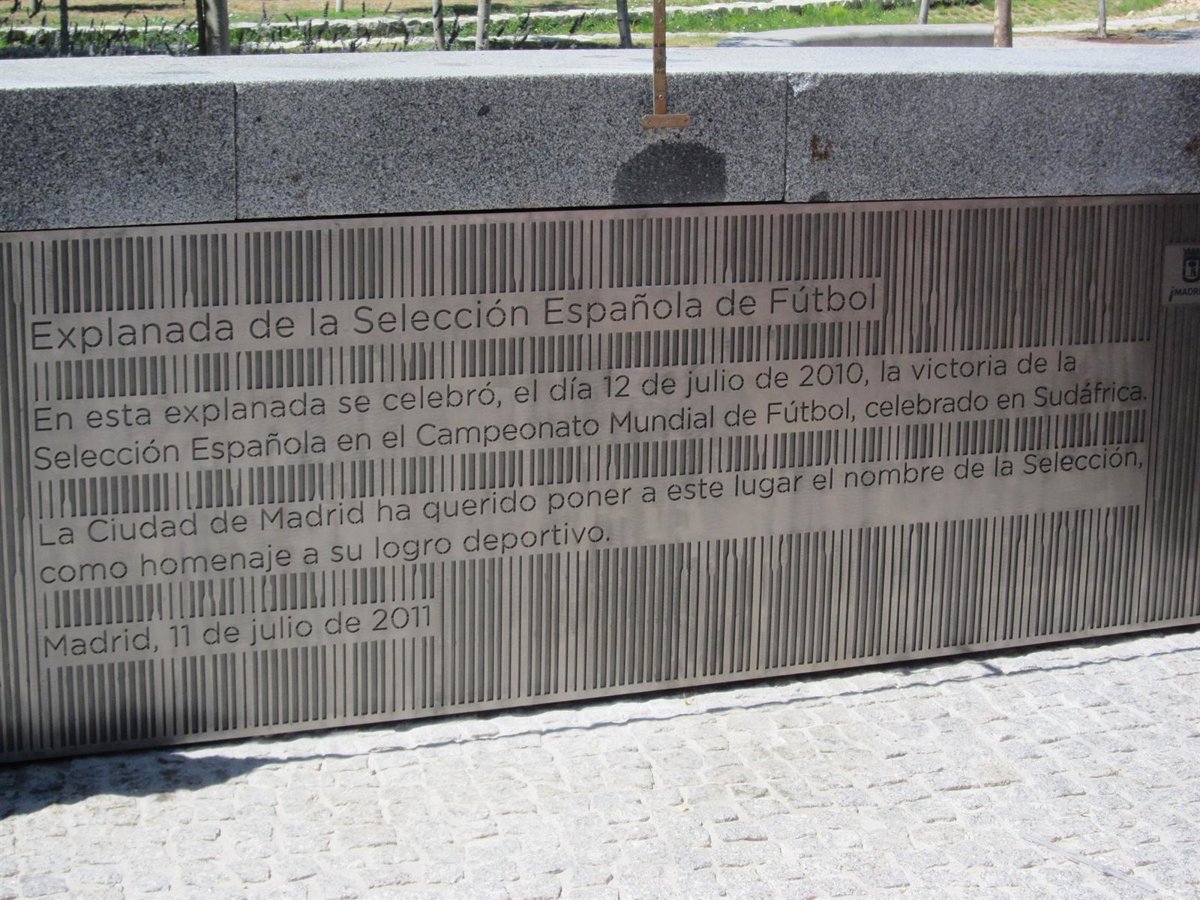 Explanada de la Selección Española de Fútbol
En esta explanada se celebró, el día 12 de julio de 2010, la victoria de la
Selección Española en el Campeonato Mundial de Fútbol, celebrado en Sudáfrica.
La Ciudad de Madrid ha querido poner a este lugar el nombre de la Selección,
como homenaje a su logro deportivo.
Madrid, 11 de julio de 2011